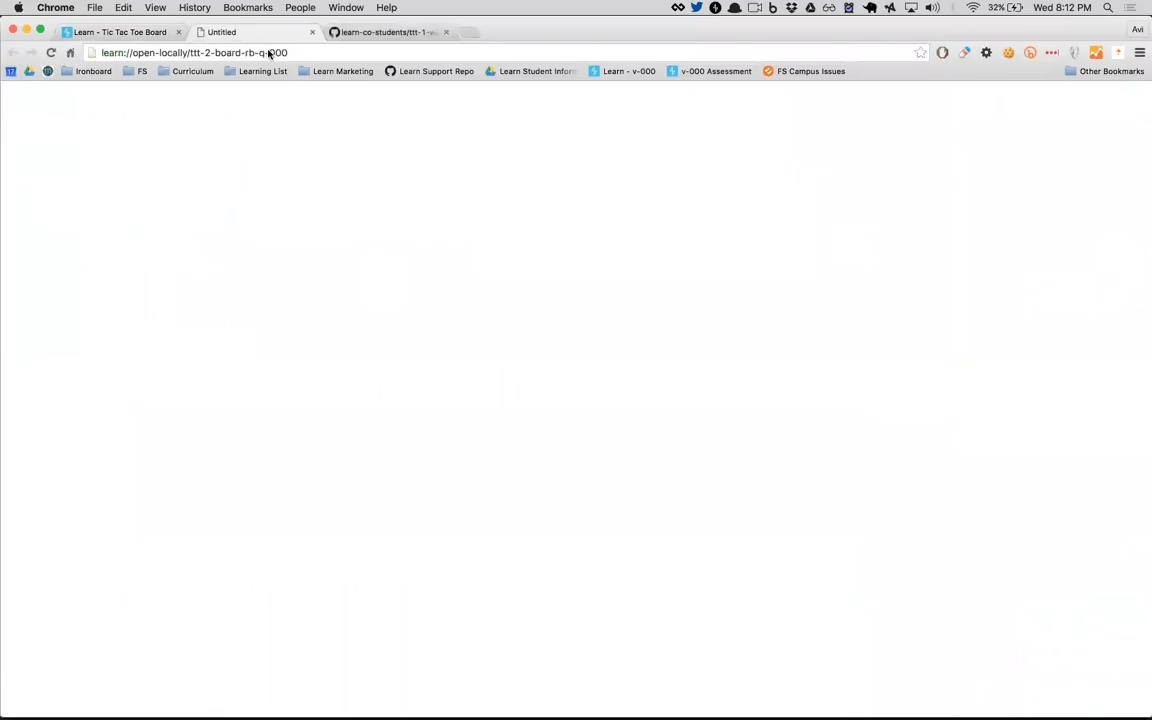 Chrome File Edit View History Bookmarks People Window Help 32% Wed 8:12 PM
Learn - Tic Tac Toe Board Untitled learn-co-students/ttt-1-w Avi
learn://open-locally/ttt-2-board-rb-q-000
17 Ironboard FS Curriculum Learning List Learn Marketing Learn Support Repo Learn Student Inform Learn - v-000 v-000 Assessment FS Campus Issues Other Bookmarks